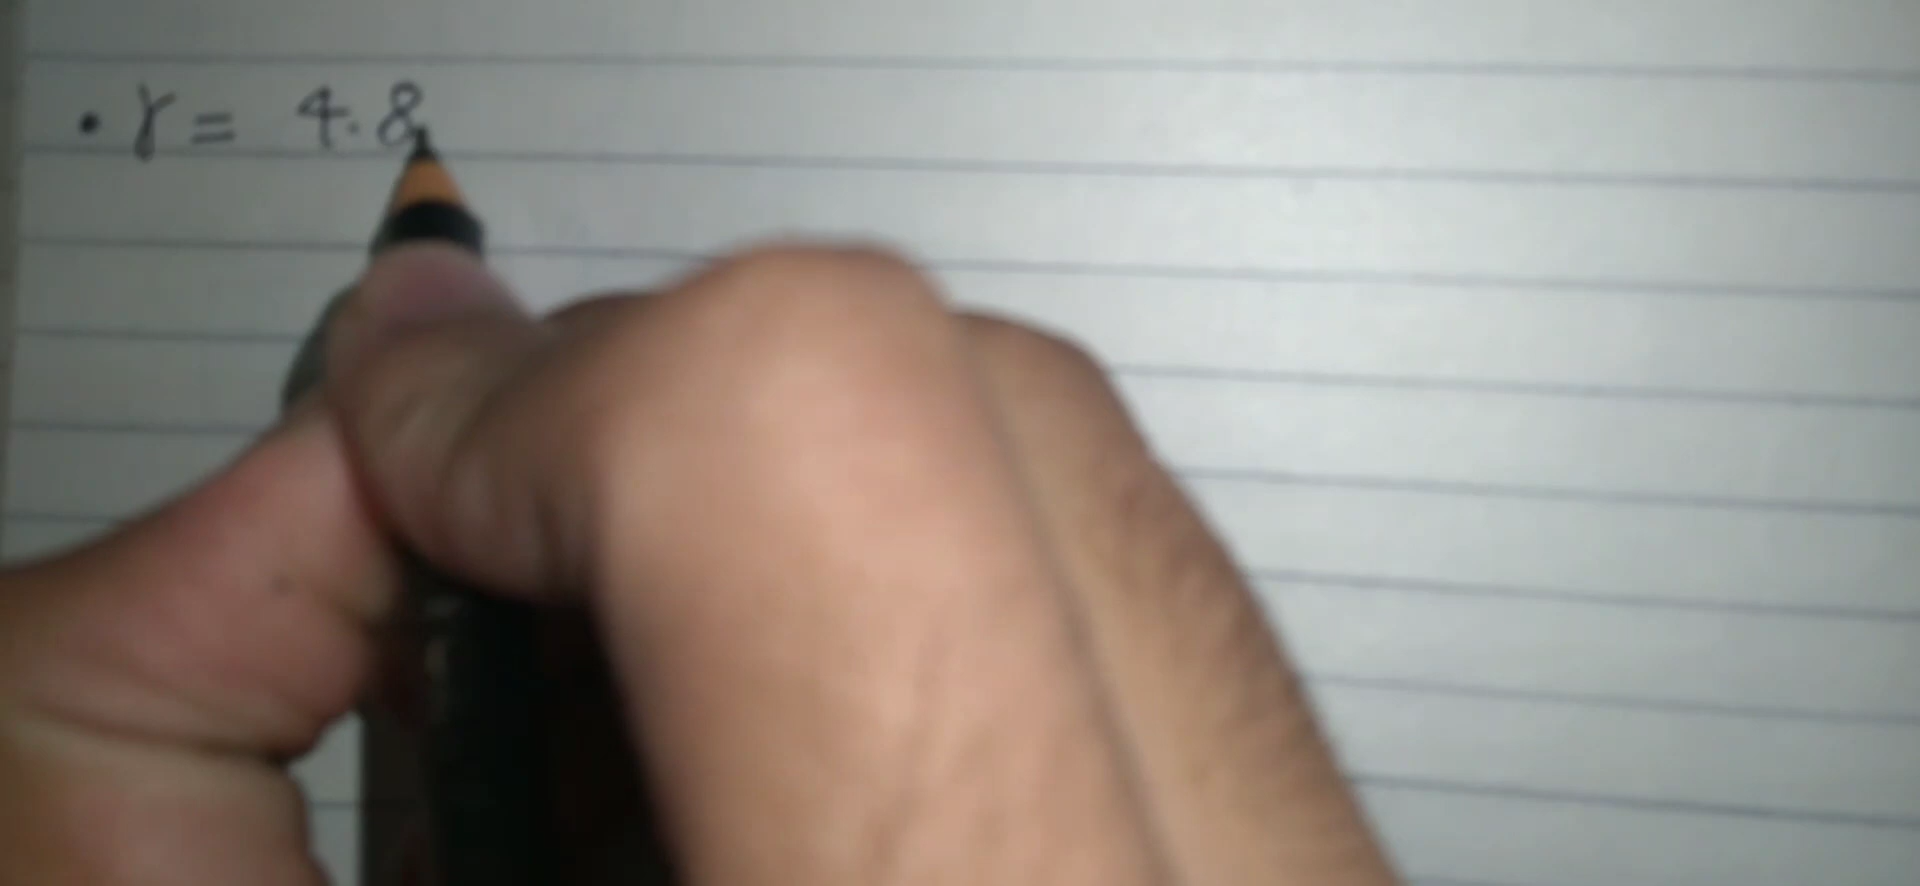 • r = 4.8